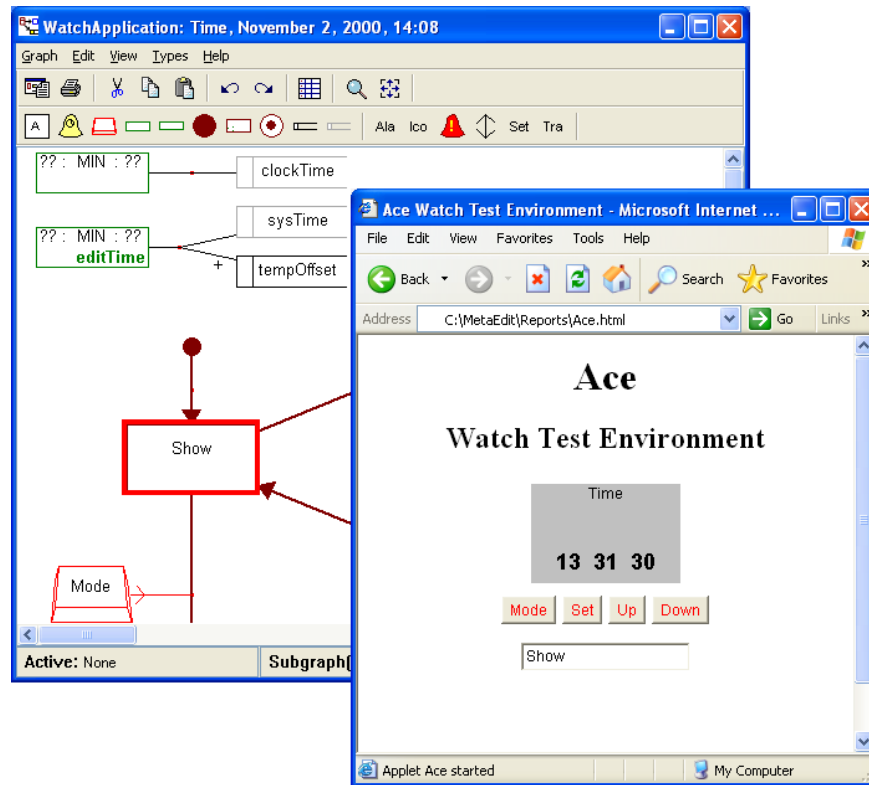 WatchApplication: Time, November 2, 2000, 14:08
Graph Edit View Types Help
A Ala Ico Set Tra
?? : MIN : ??
clockTime
sysTime
?? : MIN : ??
editTime
+
tempOffset
Show
Mode
Active: None
Subgraph(
Ace Watch Test Environment - Microsoft Internet ...
File Edit View Favorites Tools Help »
Back Search Favorites
Address C:\MetaEdit\Reports\Ace.html Go Links »
Ace
Watch Test Environment
Time
13 31 30
Mode Set Up Down
Show
Applet Ace started My Computer